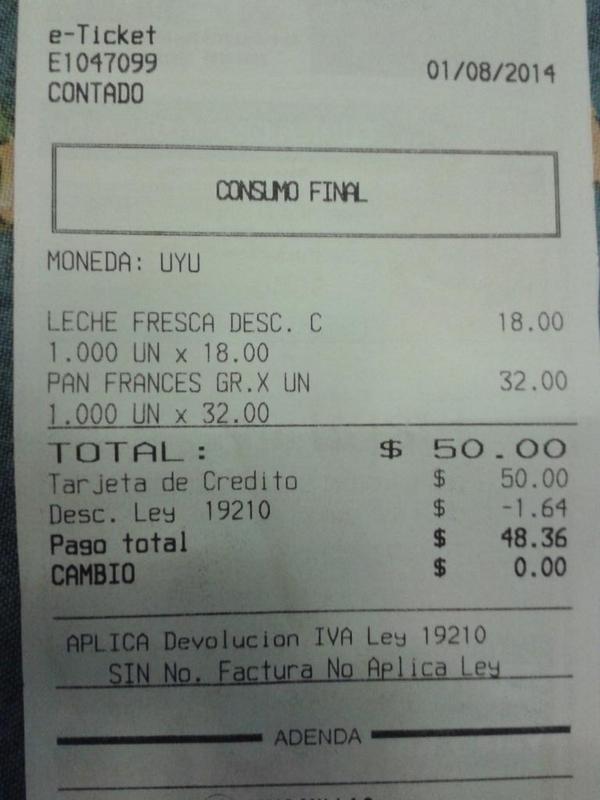 e-Ticket
E1047099 01/08/2014
CONTADO
CONSUMO FINAL
MONEDA: UYU
LECHE FRESCA DESC. C 18.00
1.000 UN x 18.00
PAN FRANCES GR.X UN 32.00
1.000 UN x 32.00
TOTAL: $ 50.00
Tarjeta de Credito $ 50.00
Desc. Ley 19210 $ -1.64
Pago total $ 48.36
CAMBIO $ 0.00
APLICA Devolucion IVA Ley 19210
SIN No. Factura No Aplica Ley
ADENDA